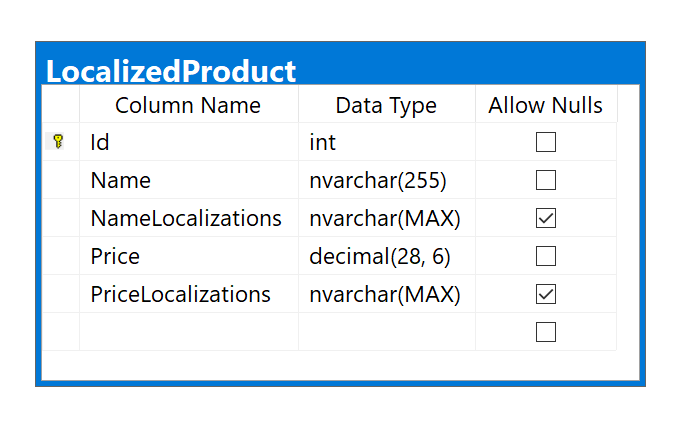 LocalizedProduct
Column Name Data Type Allow Nulls
Id int
Name nvarchar(255)
NameLocalizations nvarchar(MAX)
Price decimal(28, 6)
PriceLocalizations nvarchar(MAX)